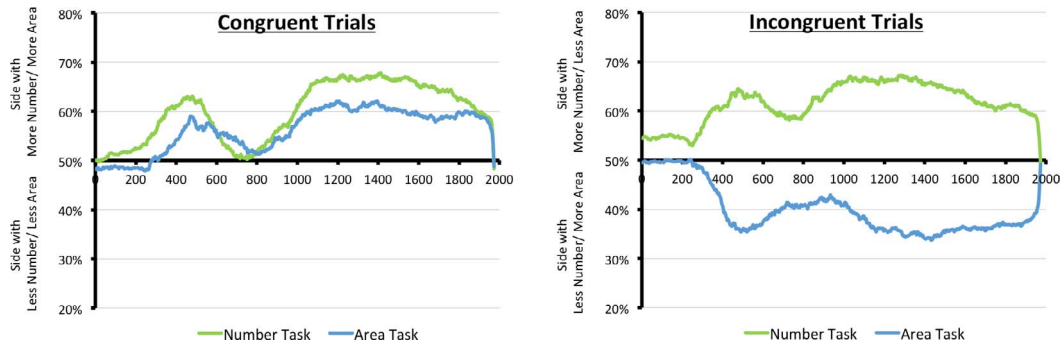 Congruent Trials
Side with
More Number/ More Area
Side with
Less Number/ Less Area
80%
70%
60%
50%
40%
30%
20%
0 200 400 600 800 1000 1200 1400 1600 1800 2000
Number Task Area Task
Incongruent Trials
Side with
More Number/ Less Area
Side with
Less Number/ More Area
80%
70%
60%
50%
40%
30%
20%
0 200 400 600 800 1000 1200 1400 1600 1800 2000
Number Task Area Task